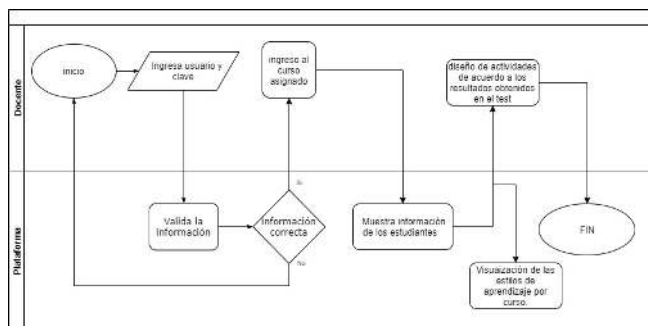 Docente
Inicio
Ingresa usuario y
clave
ingreso al
curso
asignado
diseño de actividades
de acuerdo a los
resultados obtenidos
en el test
Si
Plataforma
Valida la
Información
Información
correcta
No
Muestra información
de los estudiantes
Visuaización de las
estilos de
aprendizaje por
curso.
FIN